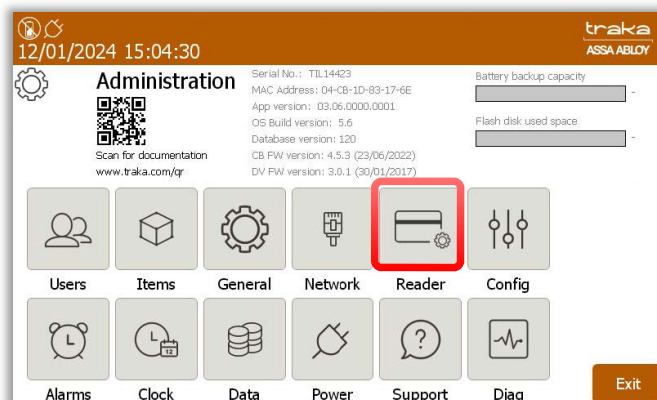 12/01/2024 15:04:30
traka
ASSA ABLOY
Administration
Scan for documentation
www.traka.com/qr
Serial No.: TIL14423
MAC Address: 04-CB-1D-83-17-6E
App version: 03.06.0000.0001
OS Build version: 5.6
Database version: 120
CB FW version: 4.5.3 (23/06/2022)
DV FW version: 3.0.1 (30/01/2017)
Battery backup capacity
-
Flash disk used space
-
Users Items General Network Reader Config
12
Alarms Clock Data Power Support Diag
Exit